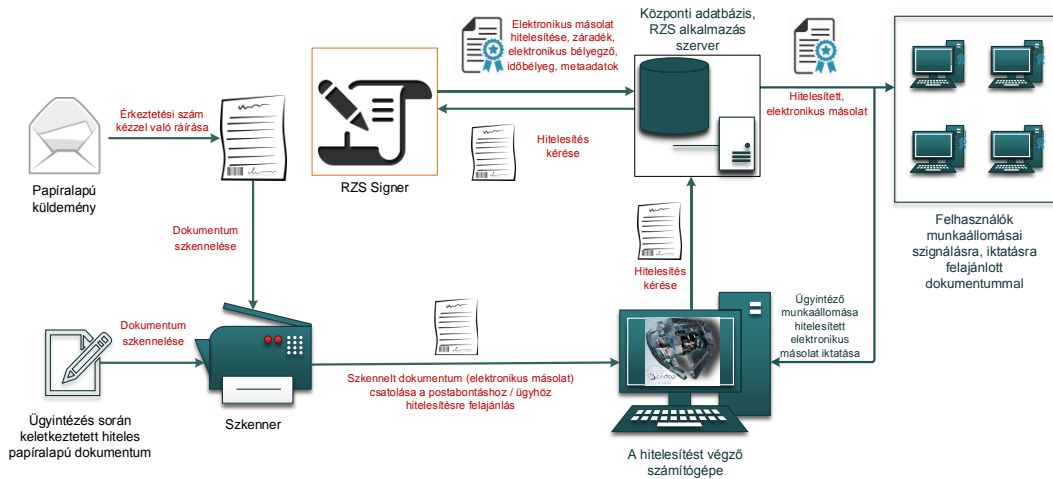 Elektronikus másolat
hitelesítése, záradék,
elektronikus bélyegző,
időbélyeg, metaadatok
Központi adatbázis,
RZS alkalmazás
szerver
Érkeztetési szám
kézzel való ráírása
Papíralapú
küldemény
RZS Signer
Hitelesítés
kérése
Hitelesített,
elektronikus másolat
Felhasználók
munkaállomásai
szignálásra, iktatásra
felajánlott
dokumentummal
Dokumentum
szkennelése
Hitelesítés
kérése
Ügyintéző
munkaállomása
hitelesített
elektronikus
másolat iktatása
Dokumentum
szkennelése
Szkennelt dokumentum (elektronikus másolat)
csatolása a postabontáshoz / ügyhöz
hitelesítésre felajánlás
Ügyintézés során
keletkeztetett hiteles
papíralapú dokumentum
Szkenner
A hitelesítést végző
számítógépe